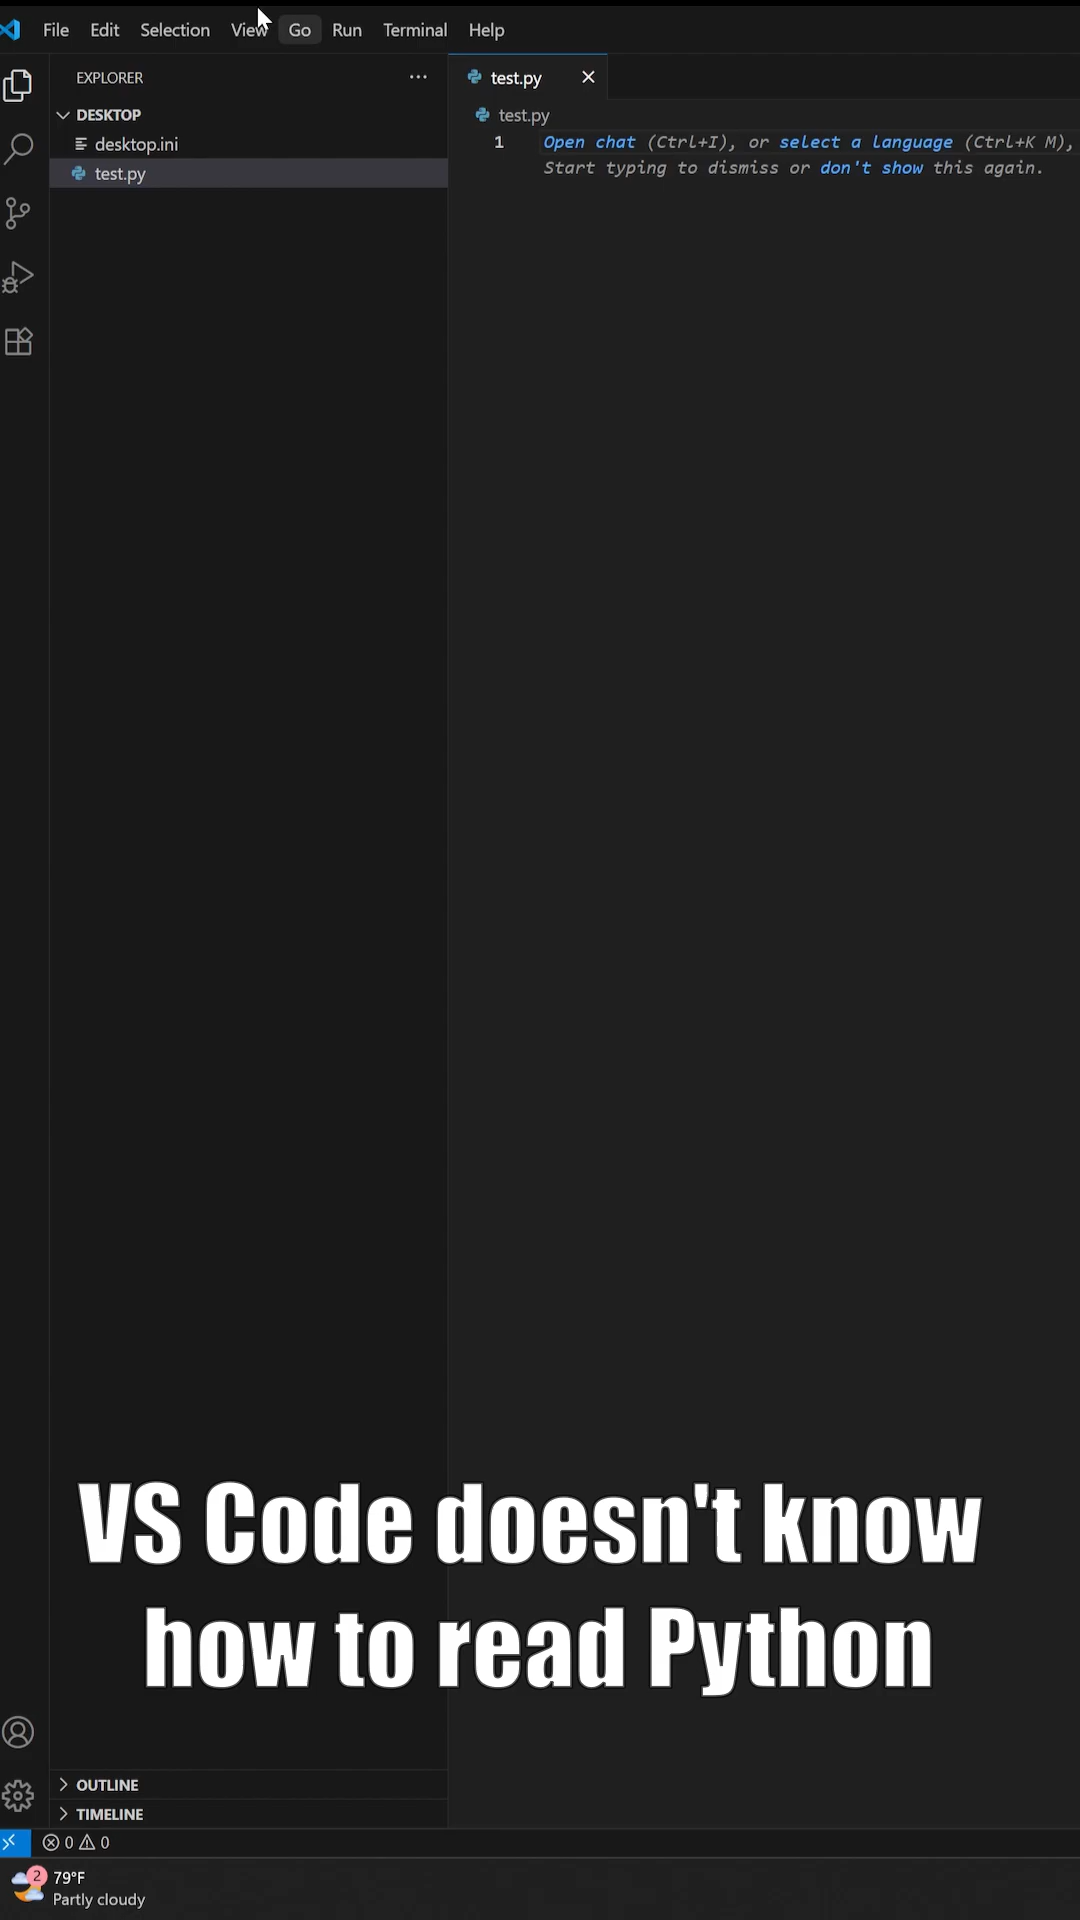 File Edit Selection View Go Run Terminal Help
EXPLORER
DESKTOP
desktop.ini
test.py
test.py
test.py
1 Open chat (Ctrl+I), or select a language (Ctrl+K M),
Start typing to dismiss or don't show this again.
VS Code doesn't know
how to read Python
OUTLINE
TIMELINE
0 0
2 79°F
Partly cloudy